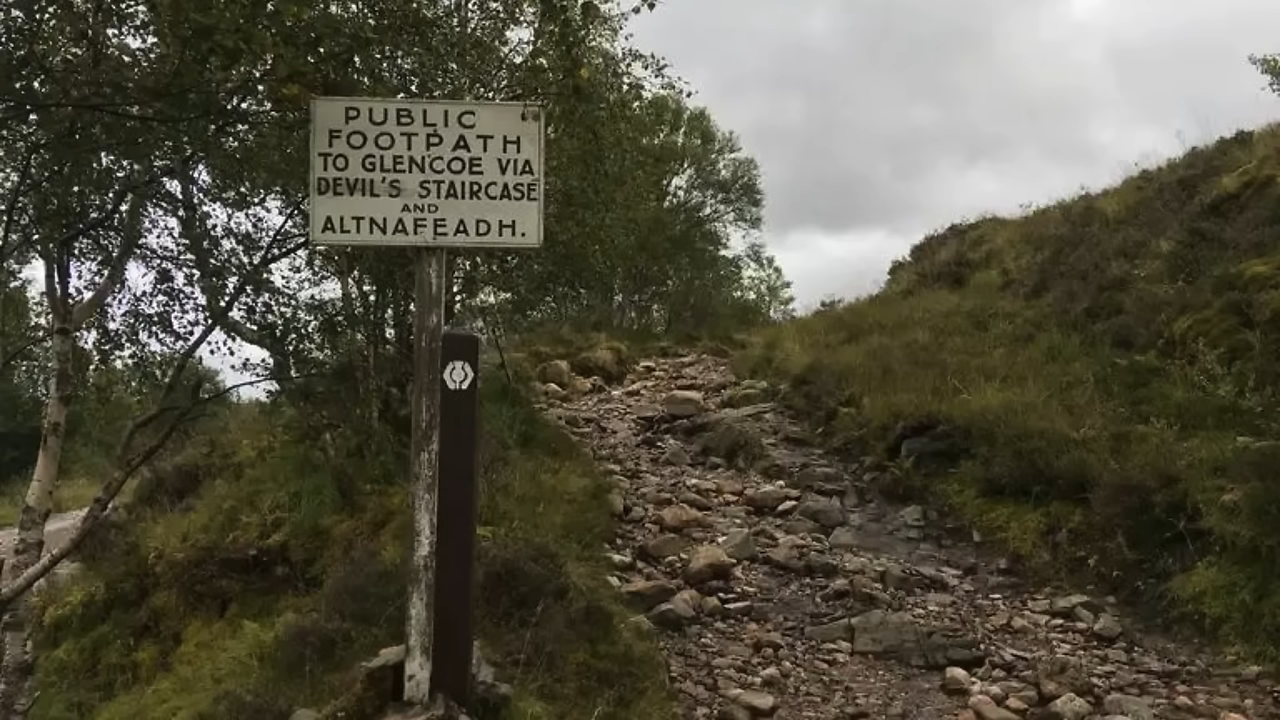 PUBLIC
FOOTPATH
TO GLENCOE VIA
DEVIL'S STAIRCASE
AND
ALTNAFEADH.